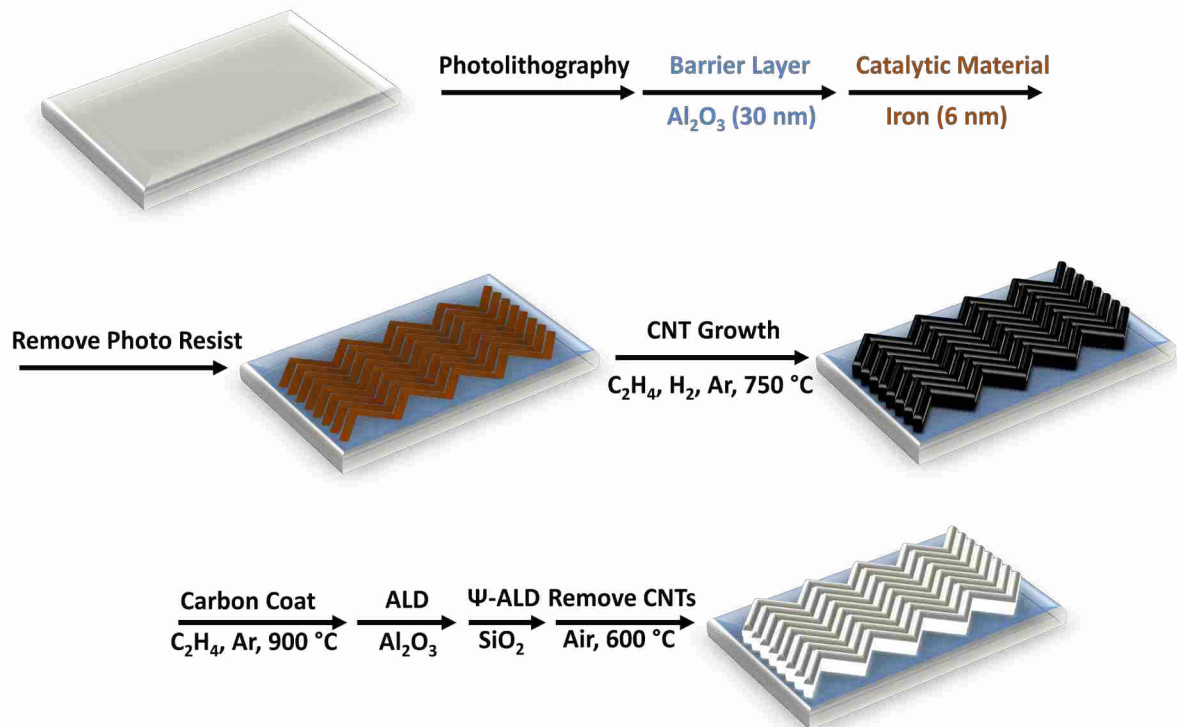 Photolithography
Barrier Layer
Al₂O₃ (30 nm)
Catalytic Material
Iron (6 nm)
Remove Photo Resist
CNT Growth
C₂H₄, H₂, Ar, 750 °C
Carbon Coat
C₂H₄, Ar, 900 °C
ALD
Al₂O₃
Ψ-ALD
SiO₂
Remove CNTs
Air, 600 °C